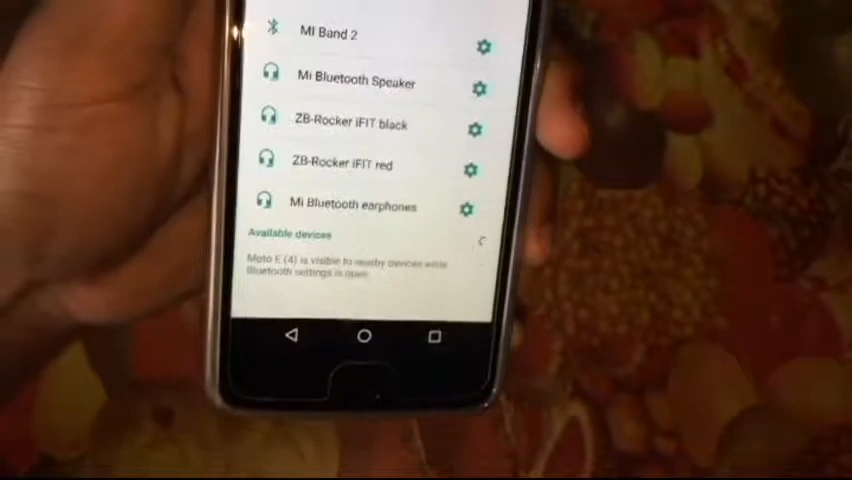 MI Band 2
Mi Bluetooth Speaker
ZB-Rocker iFIT black
ZB-Rocker iFIT red
Mi Bluetooth earphones
Available devices
Moto E (4) is visible to nearby devices while
Bluetooth settings is open.